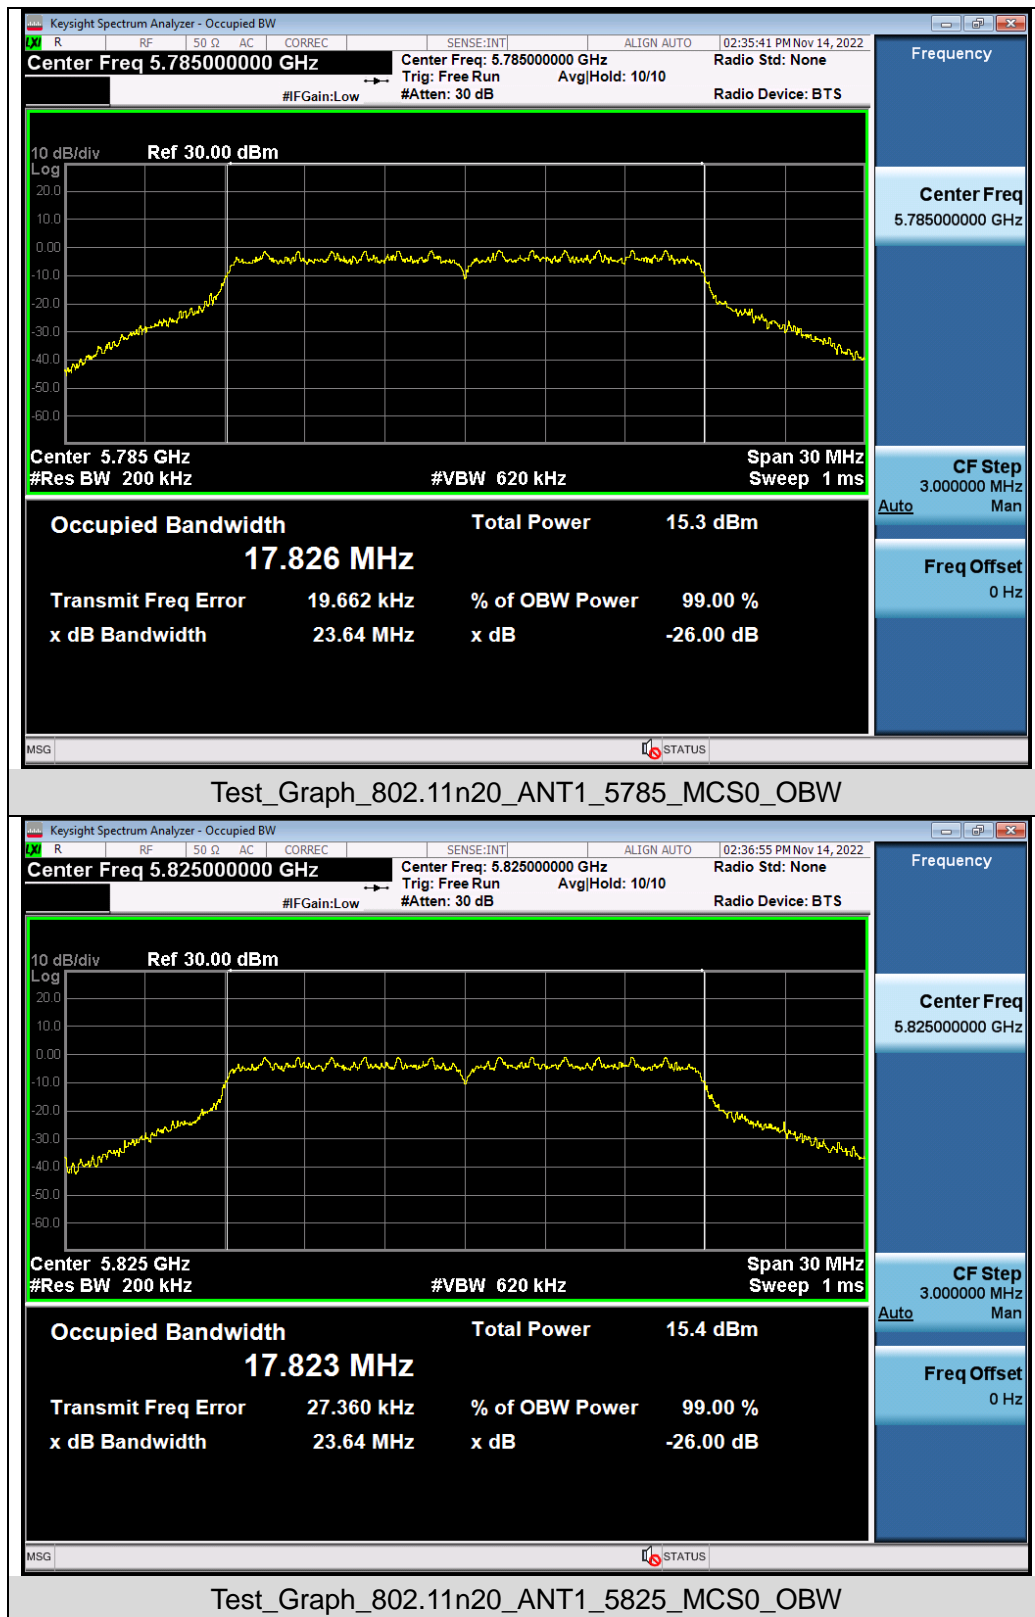 Keysight Spectrum Analyzer - Occupied BW
LXI R RF 50 Ω AC CORREC SENSE:INT ALIGN AUTO 02:35:41 PM Nov 14, 2022
Center Freq 5.785000000 GHz
Center Freq: 5.785000000 GHz Radio Std: None
Trig: Free Run Avg|Hold: 10/10
#IFGain:Low #Atten: 30 dB Radio Device: BTS
Frequency
10 dB/div Ref 30.00 dBm
Log
20.0
10.0
0.00
-10.0
-20.0
-30.0
-40.0
-50.0
-60.0
Center 5.785 GHz Span 30 MHz
#Res BW 200 kHz #VBW 620 kHz Sweep 1 ms
Center Freq
5.785000000 GHz
CF Step
3.000000 MHz
Auto Man
Freq Offset
0 Hz
Occupied Bandwidth Total Power 15.3 dBm
17.826 MHz
Transmit Freq Error 19.662 kHz % of OBW Power 99.00 %
x dB Bandwidth 23.64 MHz x dB -26.00 dB
MSG STATUS
Test_Graph_802.11n20_ANT1_5785_MCS0_OBW
Keysight Spectrum Analyzer - Occupied BW
LXI R RF 50 Ω AC CORREC SENSE:INT ALIGN AUTO 02:36:55 PM Nov 14, 2022
Center Freq 5.825000000 GHz
Center Freq: 5.825000000 GHz Radio Std: None
Trig: Free Run Avg|Hold: 10/10
#IFGain:Low #Atten: 30 dB Radio Device: BTS
Frequency
10 dB/div Ref 30.00 dBm
Log
20.0
10.0
0.00
-10.0
-20.0
-30.0
-40.0
-50.0
-60.0
Center 5.825 GHz Span 30 MHz
#Res BW 200 kHz #VBW 620 kHz Sweep 1 ms
Center Freq
5.825000000 GHz
CF Step
3.000000 MHz
Auto Man
Freq Offset
0 Hz
Occupied Bandwidth Total Power 15.4 dBm
17.823 MHz
Transmit Freq Error 27.360 kHz % of OBW Power 99.00 %
x dB Bandwidth 23.64 MHz x dB -26.00 dB
MSG STATUS
Test_Graph_802.11n20_ANT1_5825_MCS0_OBW